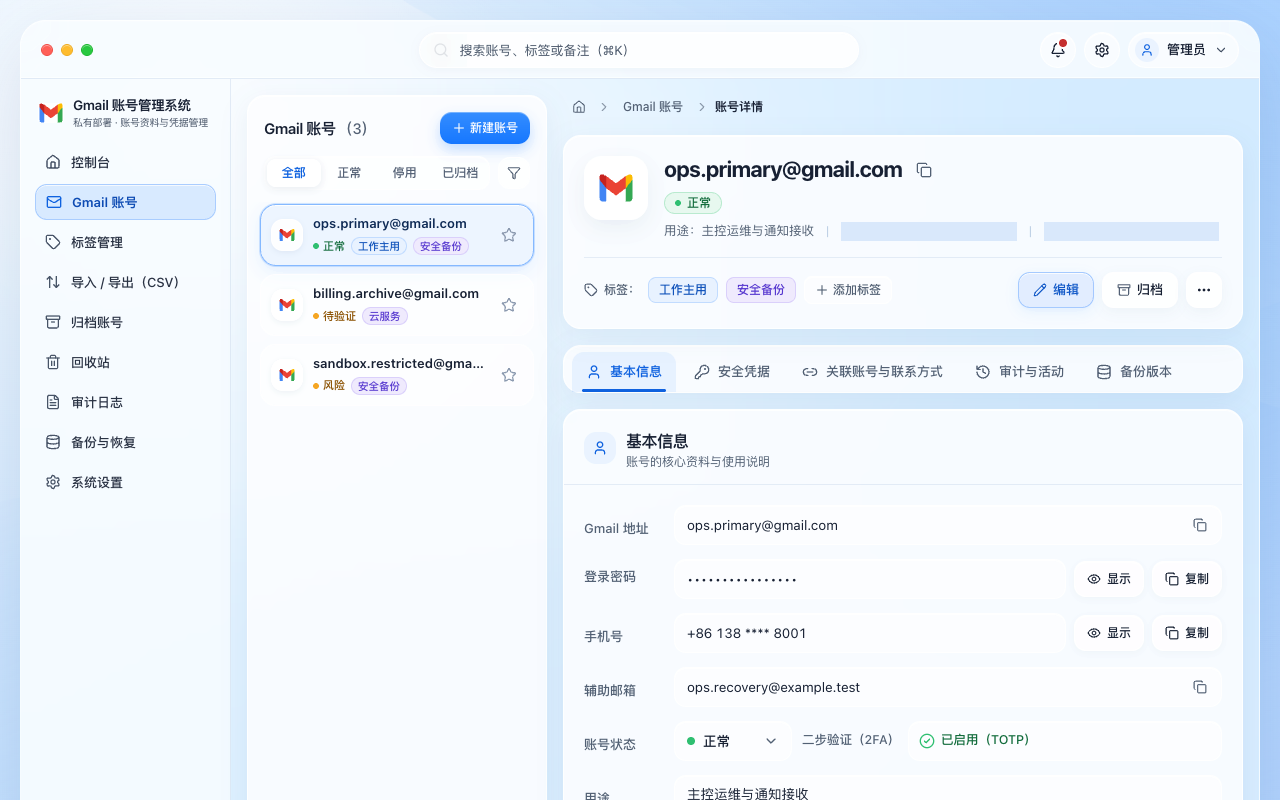 搜索账号、标签或备注（⌘K）
管理员
Gmail 账号管理系统
私有部署 · 账号资料与凭据管理
控制台
Gmail 账号
标签管理
导入 / 导出（CSV）
归档账号
回收站
审计日志
备份与恢复
系统设置
Gmail 账号 （3）
新建账号
全部 正常 停用 已归档
ops.primary@gmail.com
正常 工作主用 安全备份
billing.archive@gmail.com
待验证 云服务
sandbox.restricted@gma...
风险 安全备份
Gmail 账号 账号详情
ops.primary@gmail.com
正常
用途： 主控运维与通知接收
标签： 工作主用 安全备份 添加标签
编辑 归档
基本信息 安全凭据 关联账号与联系方式 审计与活动 备份版本
基本信息
账号的核心资料与使用说明
Gmail 地址 ops.primary@gmail.com
登录密码 •••••••••••••••• 显示 复制
手机号 +86 138 **** 8001 显示 复制
辅助邮箱 ops.recovery@example.test
账号状态 正常 二步验证（2FA） 已启用（TOTP）
用途 主控运维与通知接收